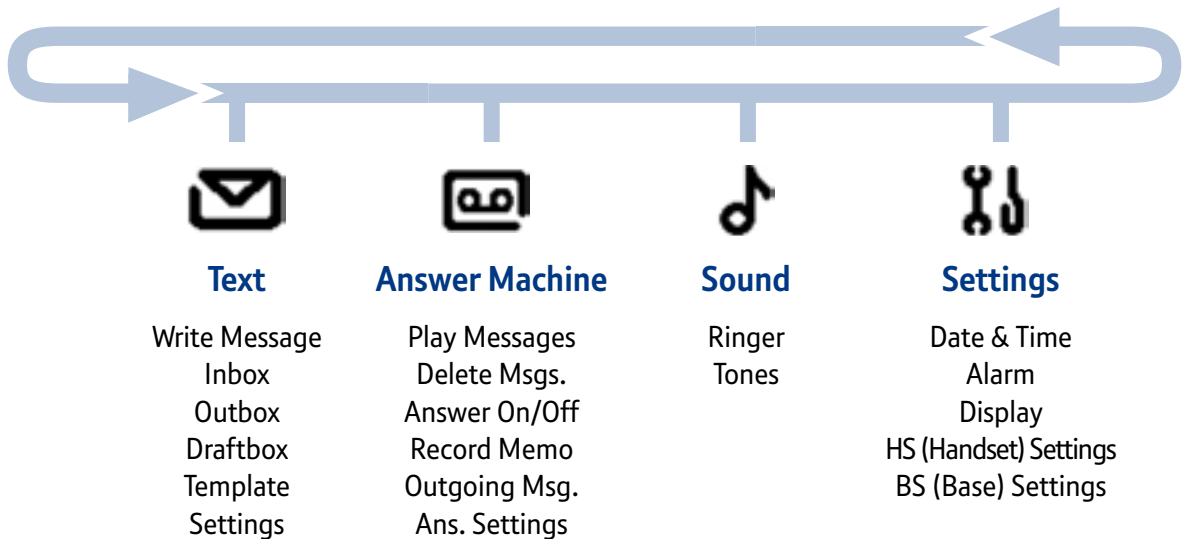 Text
Write Message
Inbox
Outbox
Draftbox
Template
Settings
Answer Machine
Play Messages
Delete Msgs.
Answer On/Off
Record Memo
Outgoing Msg.
Ans. Settings
Sound
Ringer
Tones
Settings
Date & Time
Alarm
Display
HS (Handset) Settings
BS (Base) Settings